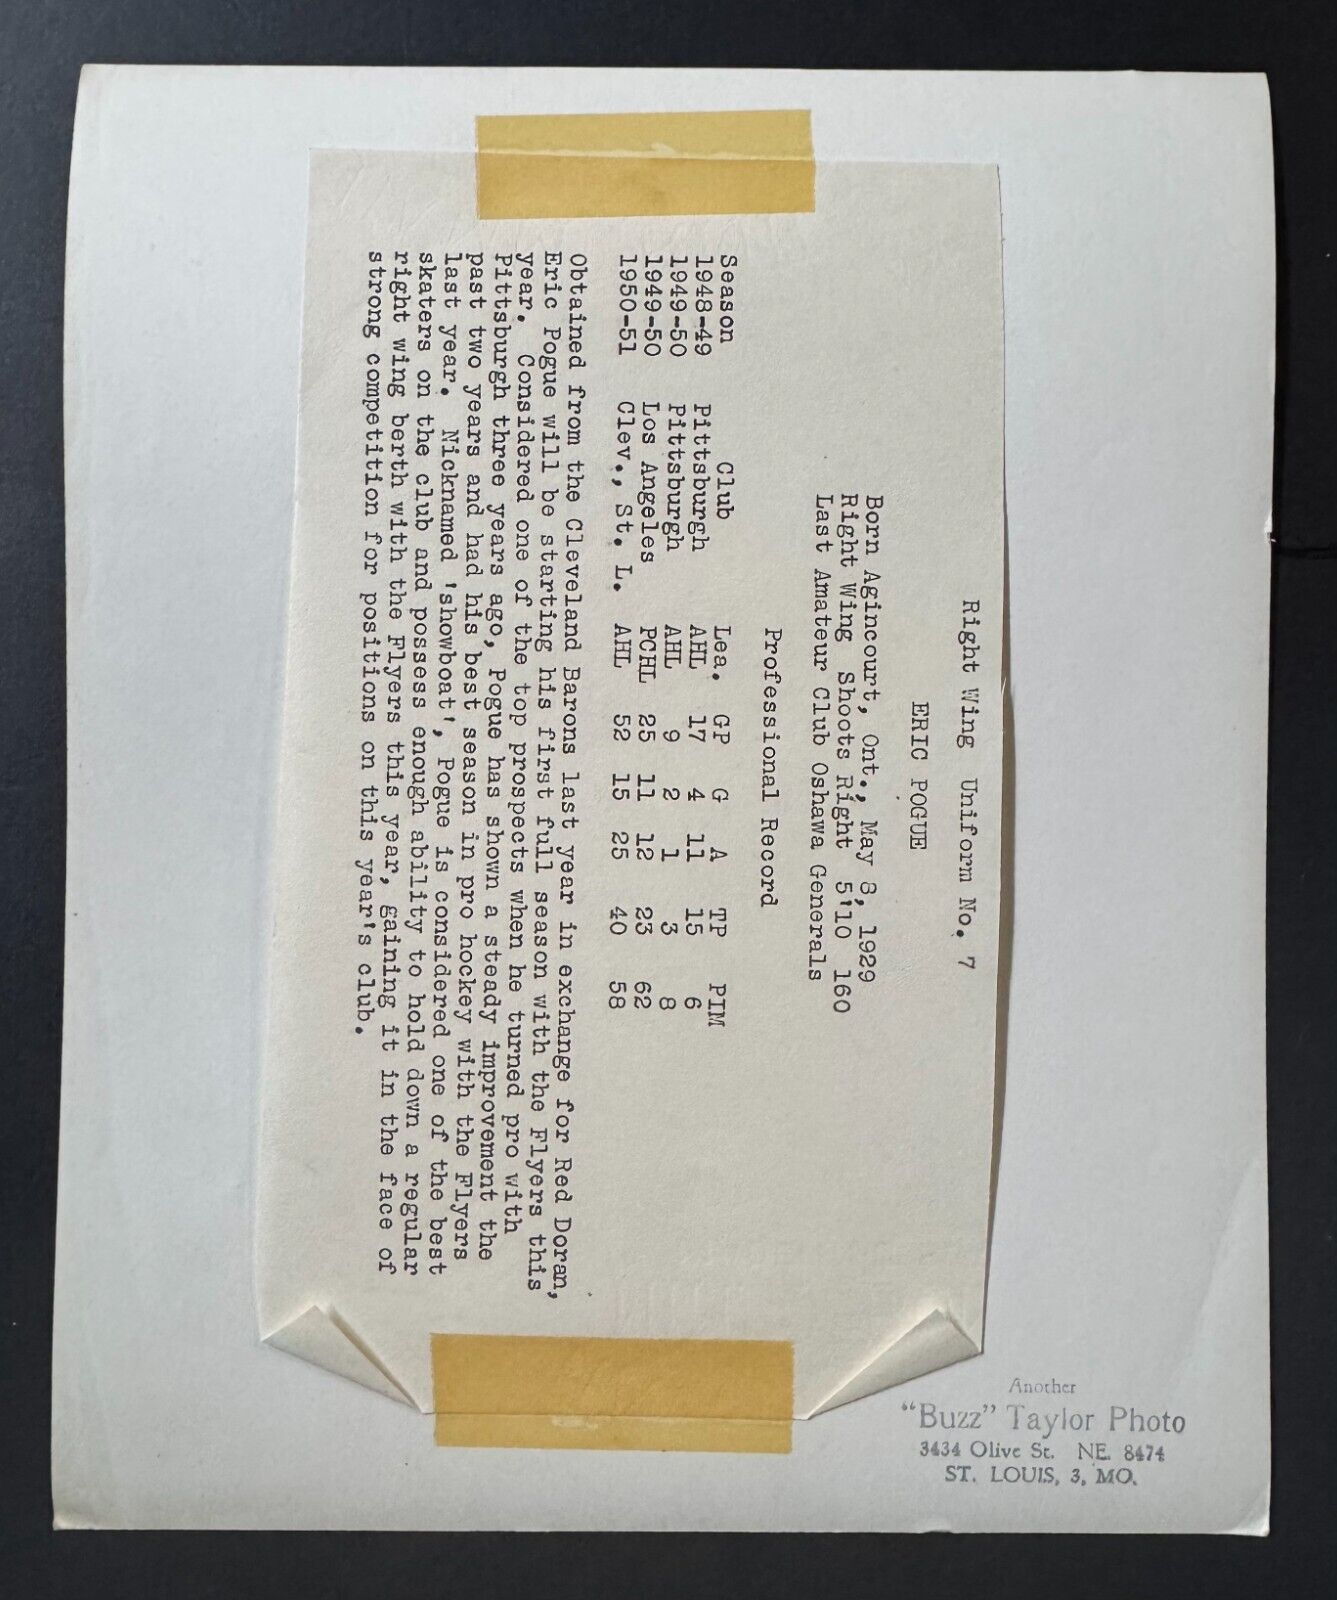 Right Wing Uniform No. 7
ERIC POGUE
Born Agincourt, Ont., May 8, 1929
Right Wing Shoots Right 5'10 160
Last Amateur Club Oshawa Generals
Professional Record
Season Club Lea. GP G A TP PIM
1948-49 Pittsburgh AHL 17 4 11 15 6
1949-50 Pittsburgh AHL 9 2 1 3 8
1949-50 Los Angeles PCHL 25 11 12 23 62
1950-51 Clev., St. L. AHL 52 15 25 40 58
Obtained from the Cleveland Barons last year in exchange for Red Doran,
Eric Pogue will be starting his first full season with the Flyers this
year. Considered one of the top prospects when he turned pro with
Pittsburgh three years ago, Pogue has shown a steady improvement the
past two years and had his best season in pro hockey with the Flyers
last year. Nicknamed 'showboat', Pogue is considered one of the best
skaters on the club and possess enough ability to hold down a regular
right wing berth with the Flyers this year, gaining it in the face of
strong competition for positions on this year's club.
Another
"Buzz" Taylor Photo
3434 Olive St. NE. 8474
ST. LOUIS, 3, MO.